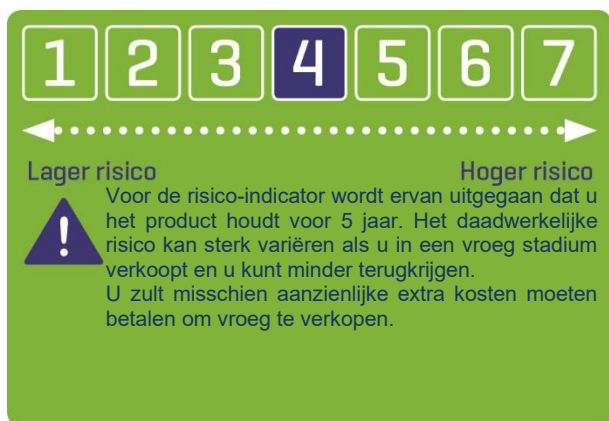 1 2 3 4 5 6 7
Lager risico Hoger risico
Voor de risico-indicator wordt ervan uitgegaan dat u
het product houdt voor 5 jaar. Het daadwerkelijke
risico kan sterk variëren als u in een vroeg stadium
verkoopt en u kunt minder terugkrijgen.
U zult misschien aanzienlijke extra kosten moeten
betalen om vroeg te verkopen.